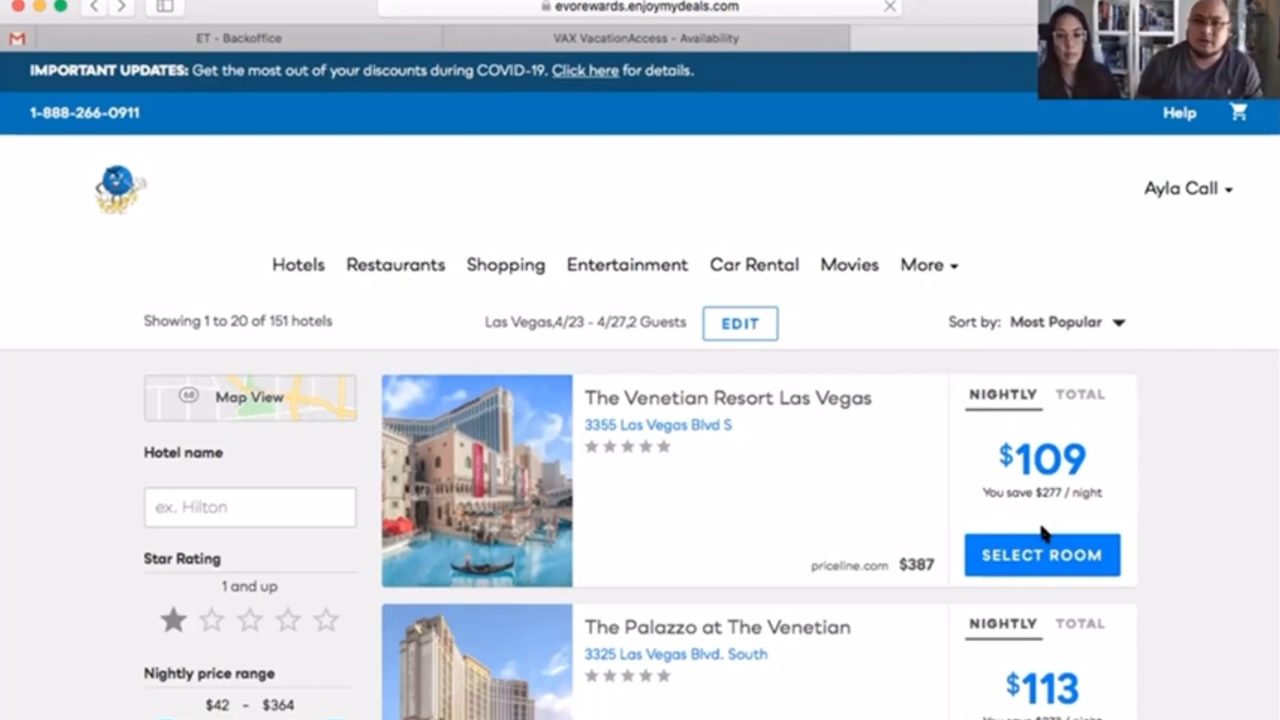 evorewards.enjoymydeals.com
ET - Backoffice
VAX VacationAccess - Availability
IMPORTANT UPDATES: Get the most out of your discounts during COVID-19. Click here for details.
1-888-266-0911
Help
Ayla Call
Hotels Restaurants Shopping Entertainment Car Rental Movies More
Showing 1 to 20 of 151 hotels
Las Vegas,4/23 - 4/27,2 Guests
EDIT
Sort by: Most Popular
68 Map View
Hotel name
ex. Hilton
Star Rating
1 and up
Nightly price range
$42 - $364
The Venetian Resort Las Vegas
3355 Las Vegas Blvd S
priceline.com $387
NIGHTLY TOTAL
$109
You save $277 / night
SELECT ROOM
The Palazzo at The Venetian
3325 Las Vegas Blvd. South
NIGHTLY TOTAL
$113